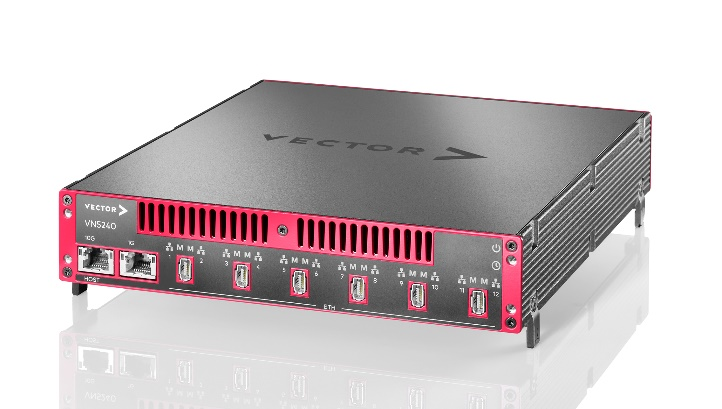 VECTOR
VECTOR
VN5240
10G 1G
HOST
1 M M 2
3 M M 4
5 M M 6
7 M M 8
9 M M 10
11 M M 12
ETH